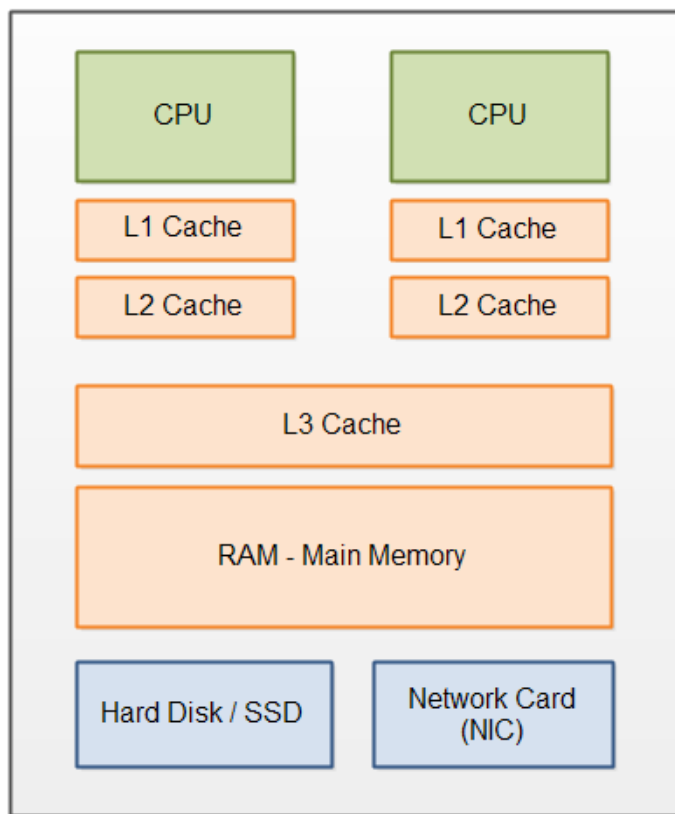 CPU
CPU
L1 Cache
L1 Cache
L2 Cache
L2 Cache
L3 Cache
RAM - Main Memory
Hard Disk / SSD
Network Card
(NIC)